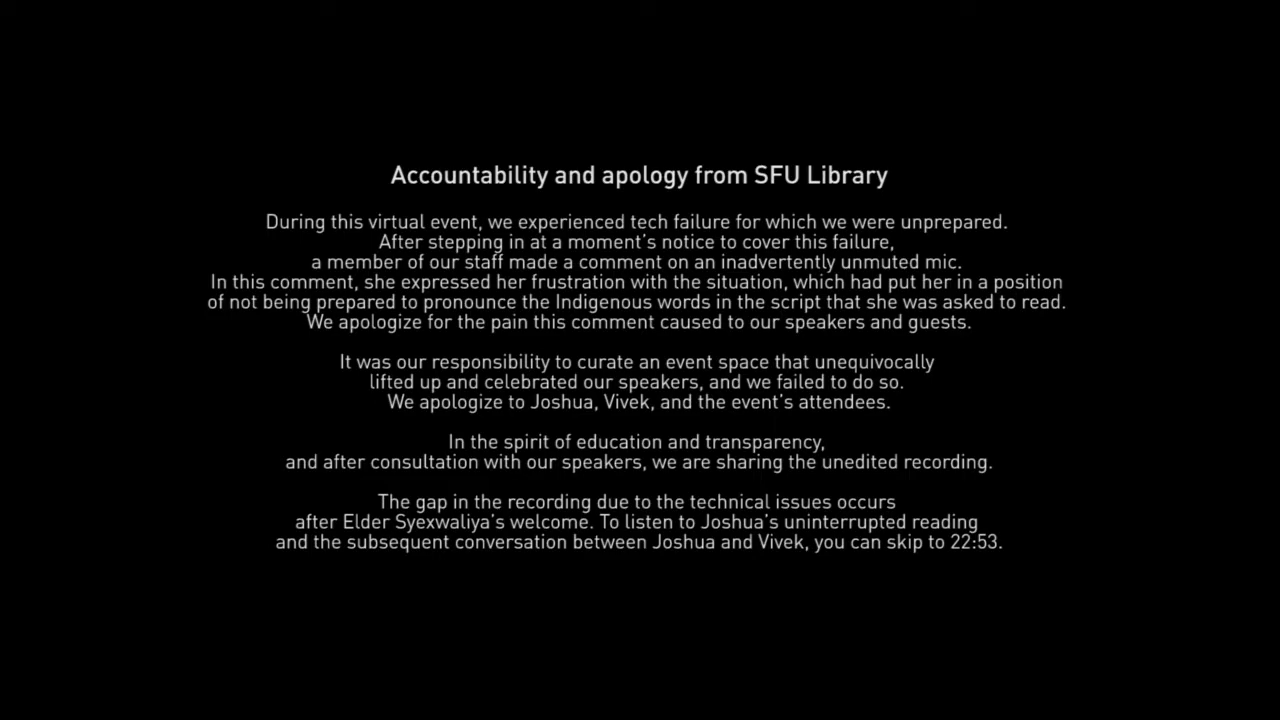 Accountability and apology from SFU Library
During this virtual event, we experienced tech failure for which we were unprepared.
After stepping in at a moment's notice to cover this failure,
a member of our staff made a comment on an inadvertently unmuted mic.
In this comment, she expressed her frustration with the situation, which had put her in a position
of not being prepared to pronounce the Indigenous words in the script that she was asked to read.
We apologize for the pain this comment caused to our speakers and guests.
It was our responsibility to curate an event space that unequivocally
lifted up and celebrated our speakers, and we failed to do so.
We apologize to Joshua, Vivek, and the event's attendees.
In the spirit of education and transparency,
and after consultation with our speakers, we are sharing the unedited recording.
The gap in the recording due to the technical issues occurs
after Elder Syexwaliya's welcome. To listen to Joshua's uninterrupted reading
and the subsequent conversation between Joshua and Vivek, you can skip to 22:53.